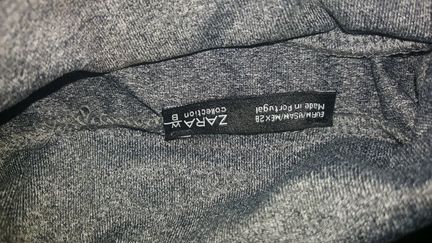 EUR M/USA M/MEX 28
Made in Portugal
ZARA W
collection B